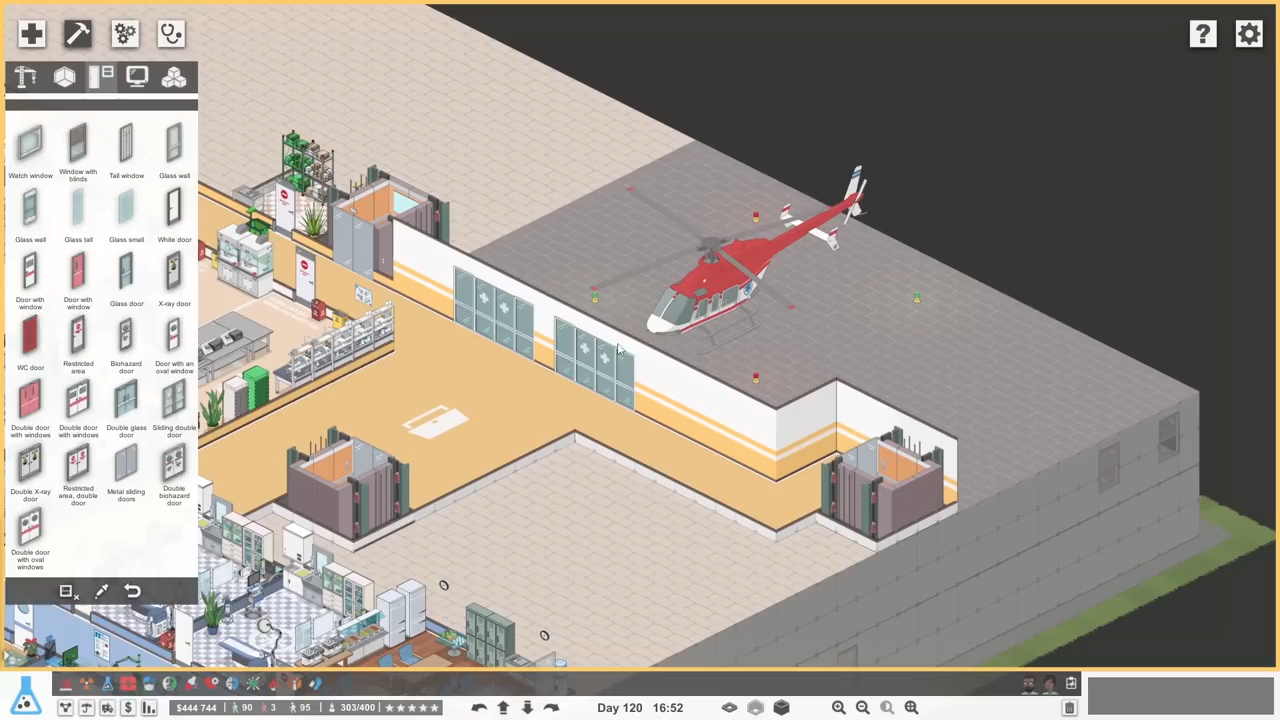 ?
Watch window
Window with blinds
Tall window
Glass wall
Glass wall
Glass tall
Glass small
White door
Door with window
Door with window
Glass door
X-ray door
WC door
Restricted area
Biohazard door
Door with an oval window
Double door with windows
Double door with windows
Double glass door
Sliding double door
Double X-ray door
Restricted area, double door
Metal sliding doors
Double biohazard door
Double door with oval windows
$444 744
90
3
95
303/400
Day 120 16:52